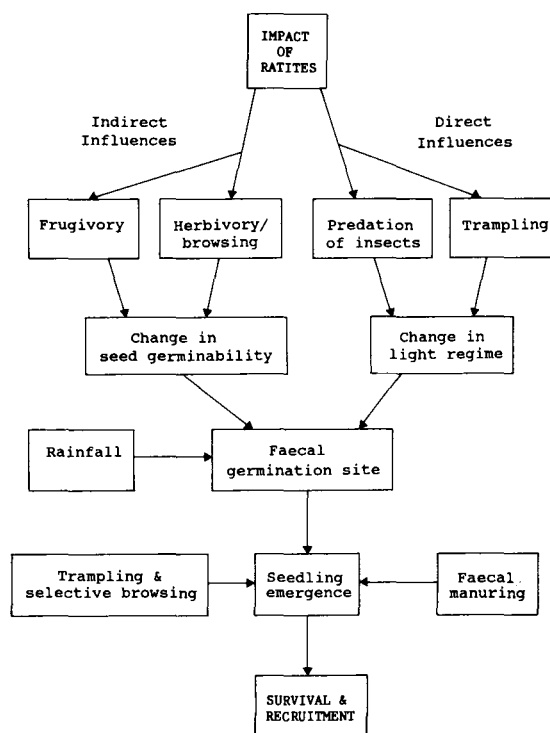 IMPACT
OF
RATITES
Indirect
Influences
Direct
Influences
Frugivory
Herbivory/
browsing
Predation
of insects
Trampling
Change in
seed germinability
Change in
light regime
Rainfall
Faecal
germination site
Trampling &
selective browsing
Seedling
emergence
Faecal
manuring
SURVIVAL &
RECRUITMENT